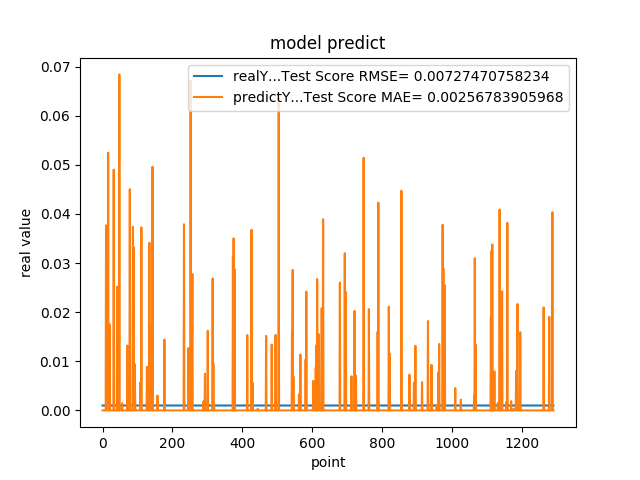 model predict
realY...Test Score RMSE= 0.00727470758234
predictY...Test Score MAE= 0.00256783905968
0.07
0.06
0.05
0.04
0.03
0.02
0.01
0.00
real value
0 200 400 600 800 1000 1200
point